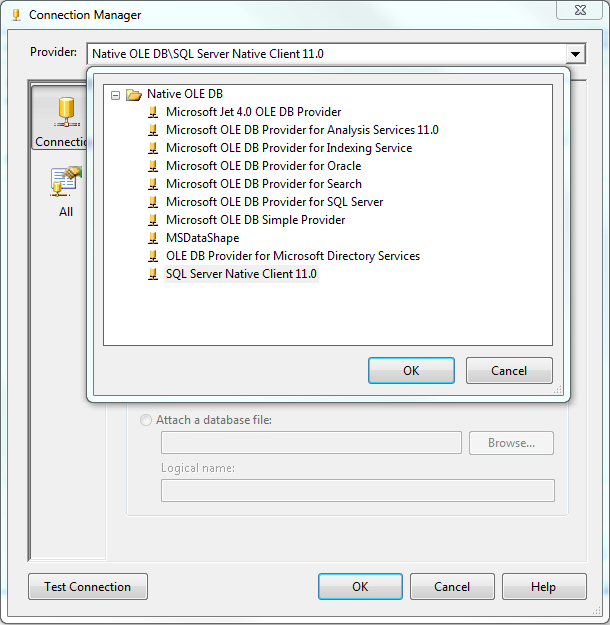 Connection Manager
Provider:
Native OLE DB\SQL Server Native Client 11.0
Native OLE DB
Microsoft Jet 4.0 OLE DB Provider
Microsoft OLE DB Provider for Analysis Services 11.0
Microsoft OLE DB Provider for Indexing Service
Microsoft OLE DB Provider for Oracle
Microsoft OLE DB Provider for Search
Microsoft OLE DB Provider for SQL Server
Microsoft OLE DB Simple Provider
MSDataShape
OLE DB Provider for Microsoft Directory Services
SQL Server Native Client 11.0
Connectio
All
OK
Cancel
Attach a database file:
Browse...
Logical name:
Test Connection
OK
Cancel
Help